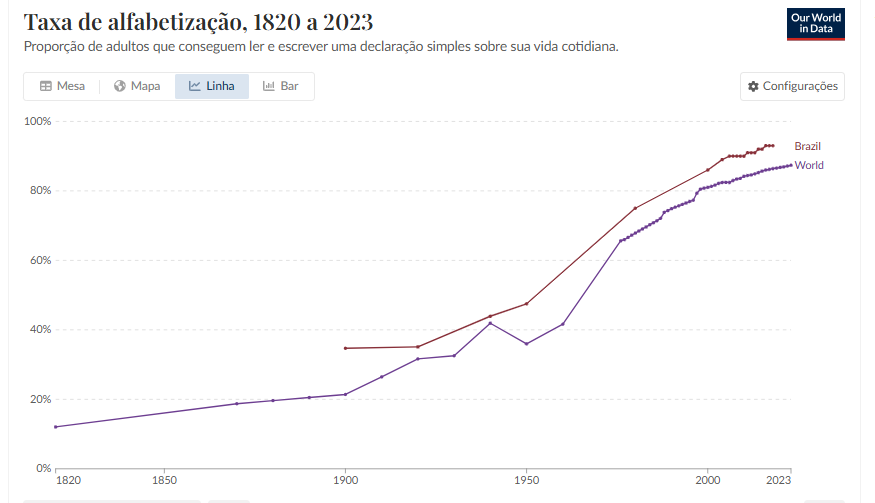 Taxa de alfabetização, 1820 a 2023
Our World
in Data
Proporção de adultos que conseguem ler e escrever uma declaração simples sobre sua vida cotidiana.
Mesa Mapa Linha Bar Configurações
100%
Brazil
World
80%
60%
40%
20%
0%
1820 1850 1900 1950 2000 2023